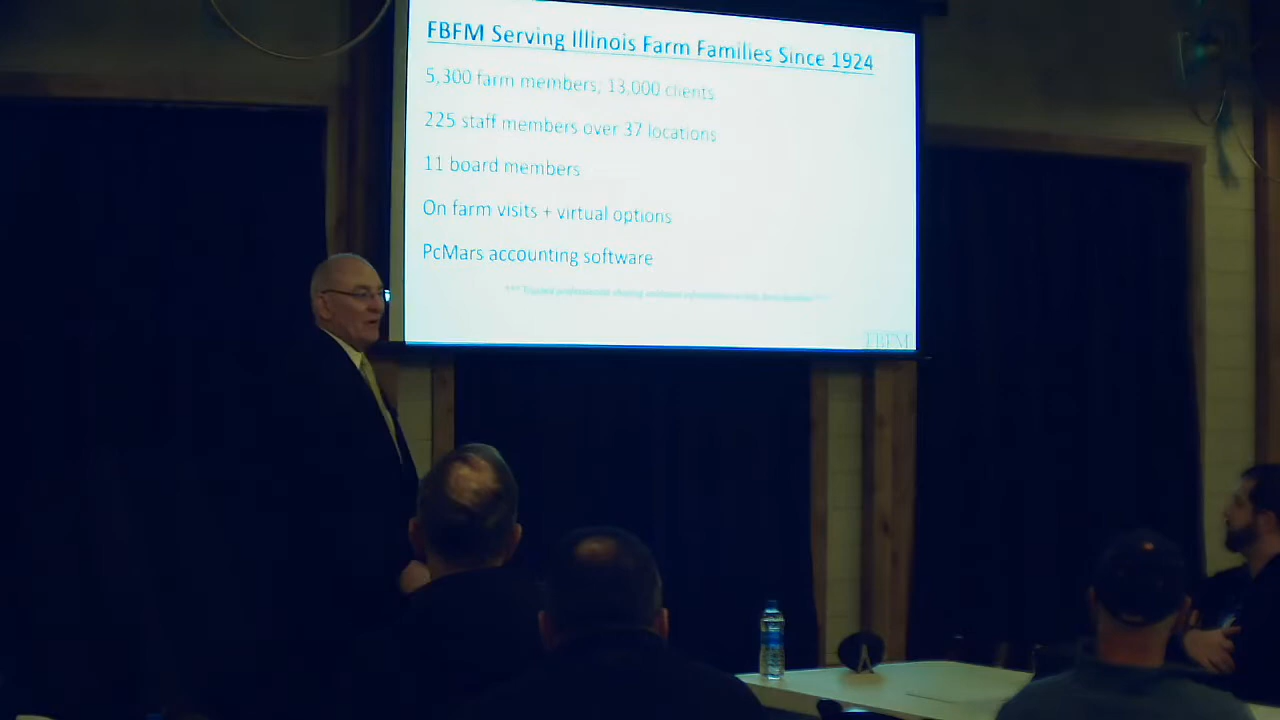 FBFM Serving Illinois Farm Families Since 1924
5,300 farm members, 13,000 clients
225 staff members over 37 locations
11 board members
On farm visits + virtual options
PcMars accounting software
FBFM